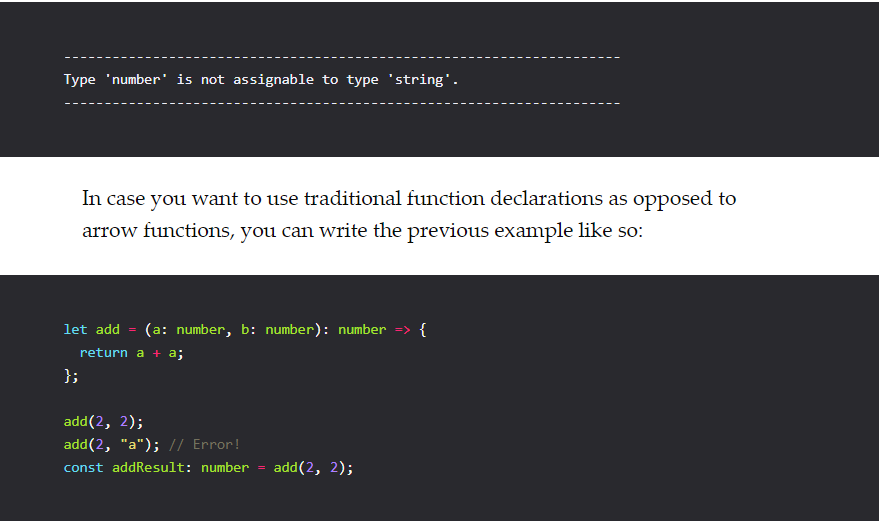 ----------------------------------------------------------------------
Type 'number' is not assignable to type 'string'.
----------------------------------------------------------------------
In case you want to use traditional function declarations as opposed to
arrow functions, you can write the previous example like so:
let add = (a: number, b: number): number => {
  return a + a;
};
add(2, 2);
add(2, "a"); // Error!
const addResult: number = add(2, 2);